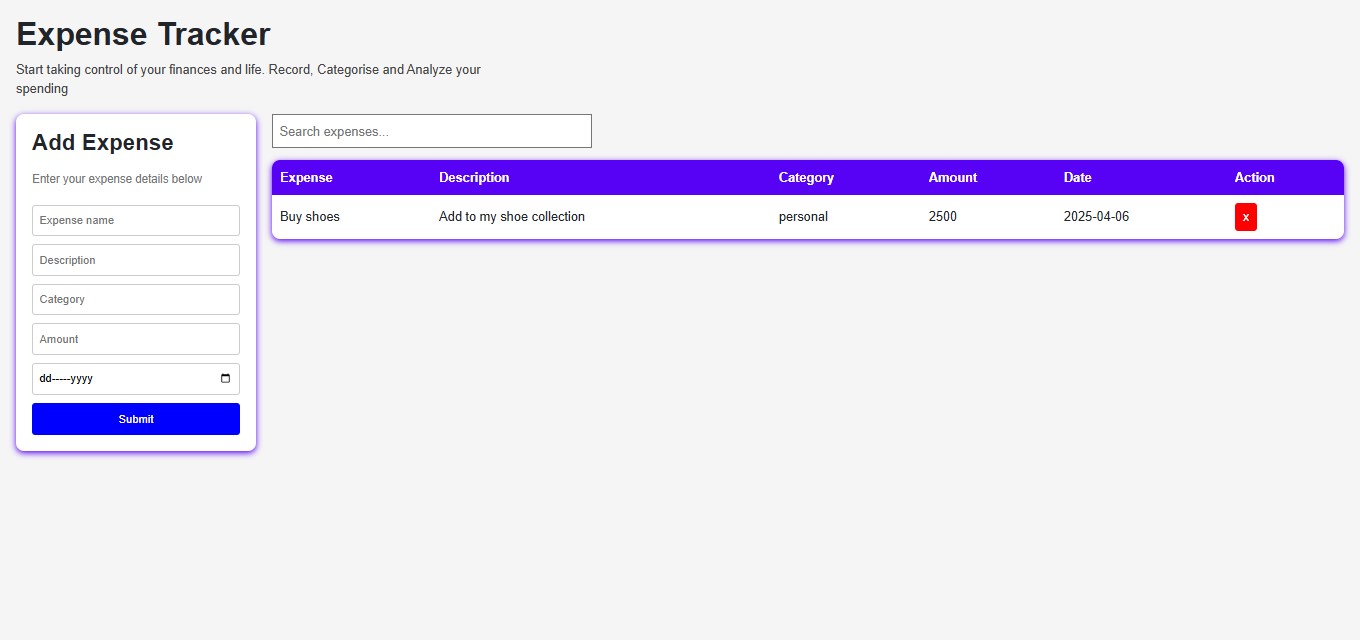 Expense Tracker
Start taking control of your finances and life. Record, Categorise and Analyze your
spending
Add Expense
Enter your expense details below
Expense name
Description
Category
Amount
dd-----yyyy
Submit
Search expenses...
Expense Description Category Amount Date Action
Buy shoes Add to my shoe collection personal 2500 2025-04-06 x